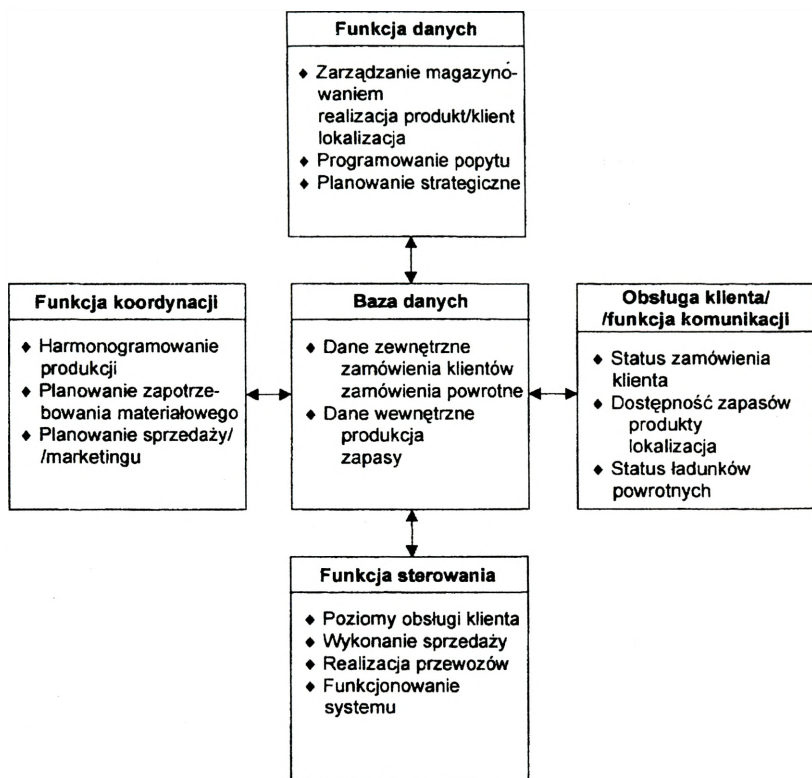 Funkcja danych
♦ Zarządzanie magazynó-
waniem
realizacja produkt/klient
lokalizacja
♦ Programowanie popytu
♦ Planowanie strategiczne
Funkcja koordynacji
♦ Harmonogramowanie
produkcji
♦ Planowanie zapotrze-
bowania materiałowego
♦ Planowanie sprzedaży/
/marketingu
Baza danych
♦ Dane zewnętrzne
zamówienia klientów
zamówienia powrotne
♦ Dane wewnętrzne
produkcja
zapasy
Obsługa klienta/
/funkcja komunikacji
♦ Status zamówienia
klienta
♦ Dostępność zapasów
produkty
lokalizacja
♦ Status ładunków
powrotnych
Funkcja sterowania
♦ Poziomy obsługi klienta
♦ Wykonanie sprzedaży
♦ Realizacja przewozów
♦ Funkcjonowanie
systemu